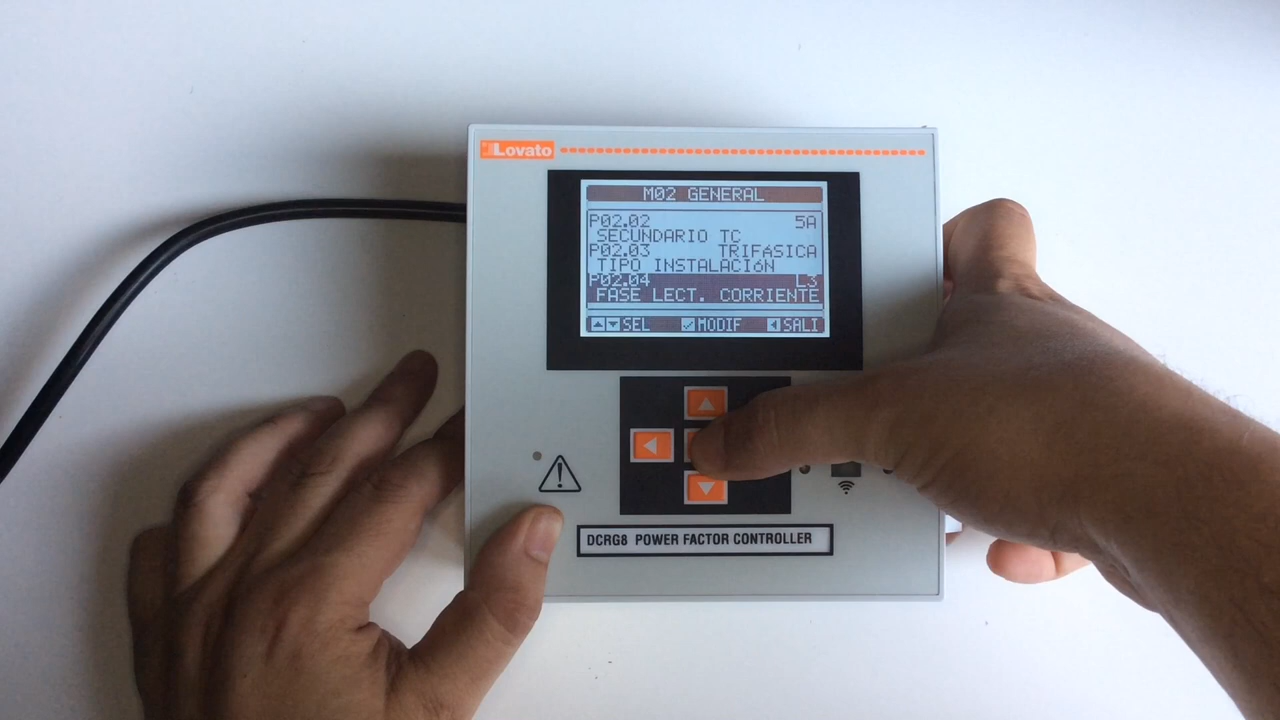 Lovato
M02 GENERAL
P02.02 5A
SECUNDARIO TC
P02.03 TRIFáSICA
TIPO INSTALACIóN
P02.04 L3
FASE LECT. CORRIENTE
SEL MODIF SALI
DCRG8 POWER FACTOR CONTROLLER